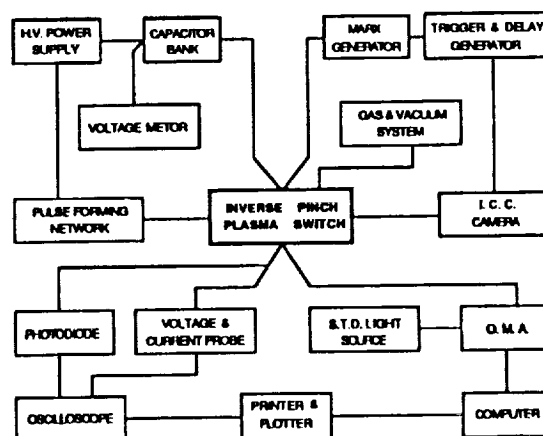 H.V. POWER
SUPPLY
CAPACITOR
BANK
MARX
GENERATOR
TRIGGER & DELAY
GENERATOR
VOLTAGE METOR
GAS & VACUUM
SYSTEM
PULSE FORMING
NETWORK
INVERSE PINCH
PLASMA SWITCH
I. C. C.
CAMERA
PHOTODIODE
VOLTAGE &
CURRENT PROBE
S.T.D. LIGHT
SOURCE
O. M. A.
OSCILLOSCOPE
PRINTER &
PLOTTER
COMPUTER